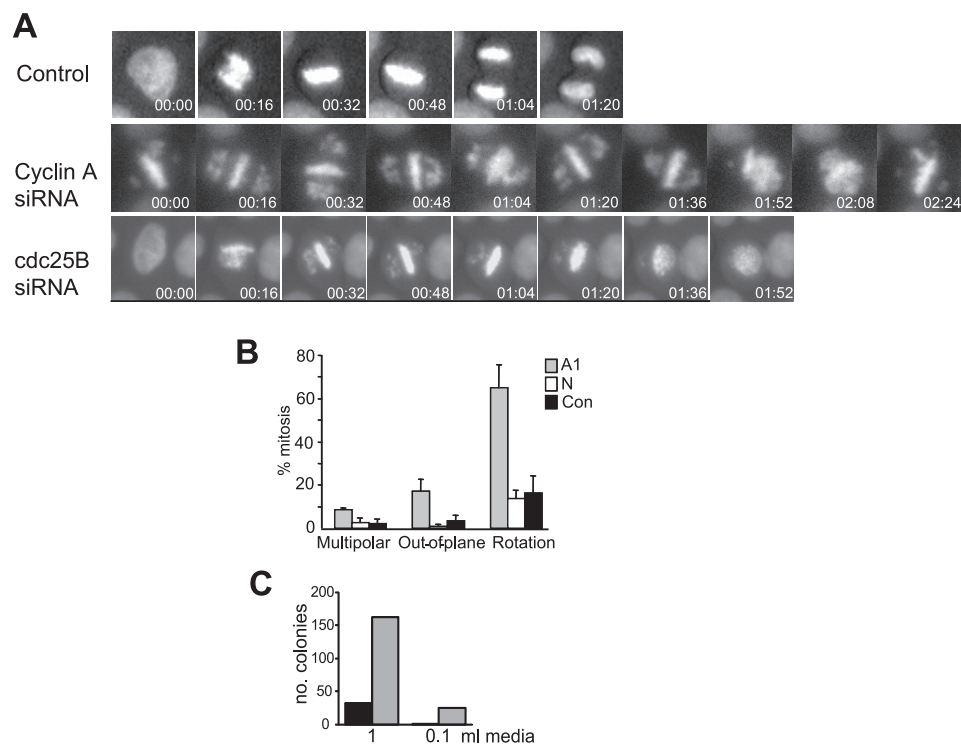 A
Control
00:00 00:16 00:32 00:48 01:04 01:20
Cyclin A
siRNA
00:00 00:16 00:32 00:48 01:04 01:20 01:36 01:52 02:08 02:24
cdc25B
siRNA
00:00 00:16 00:32 00:48 01:04 01:20 01:36 01:52
B
% mitosis
80
60
40
20
0
A1
N
Con
Multipolar Out-of-plane Rotation
C
no. colonies
200
150
100
50
0
1 0.1 ml media